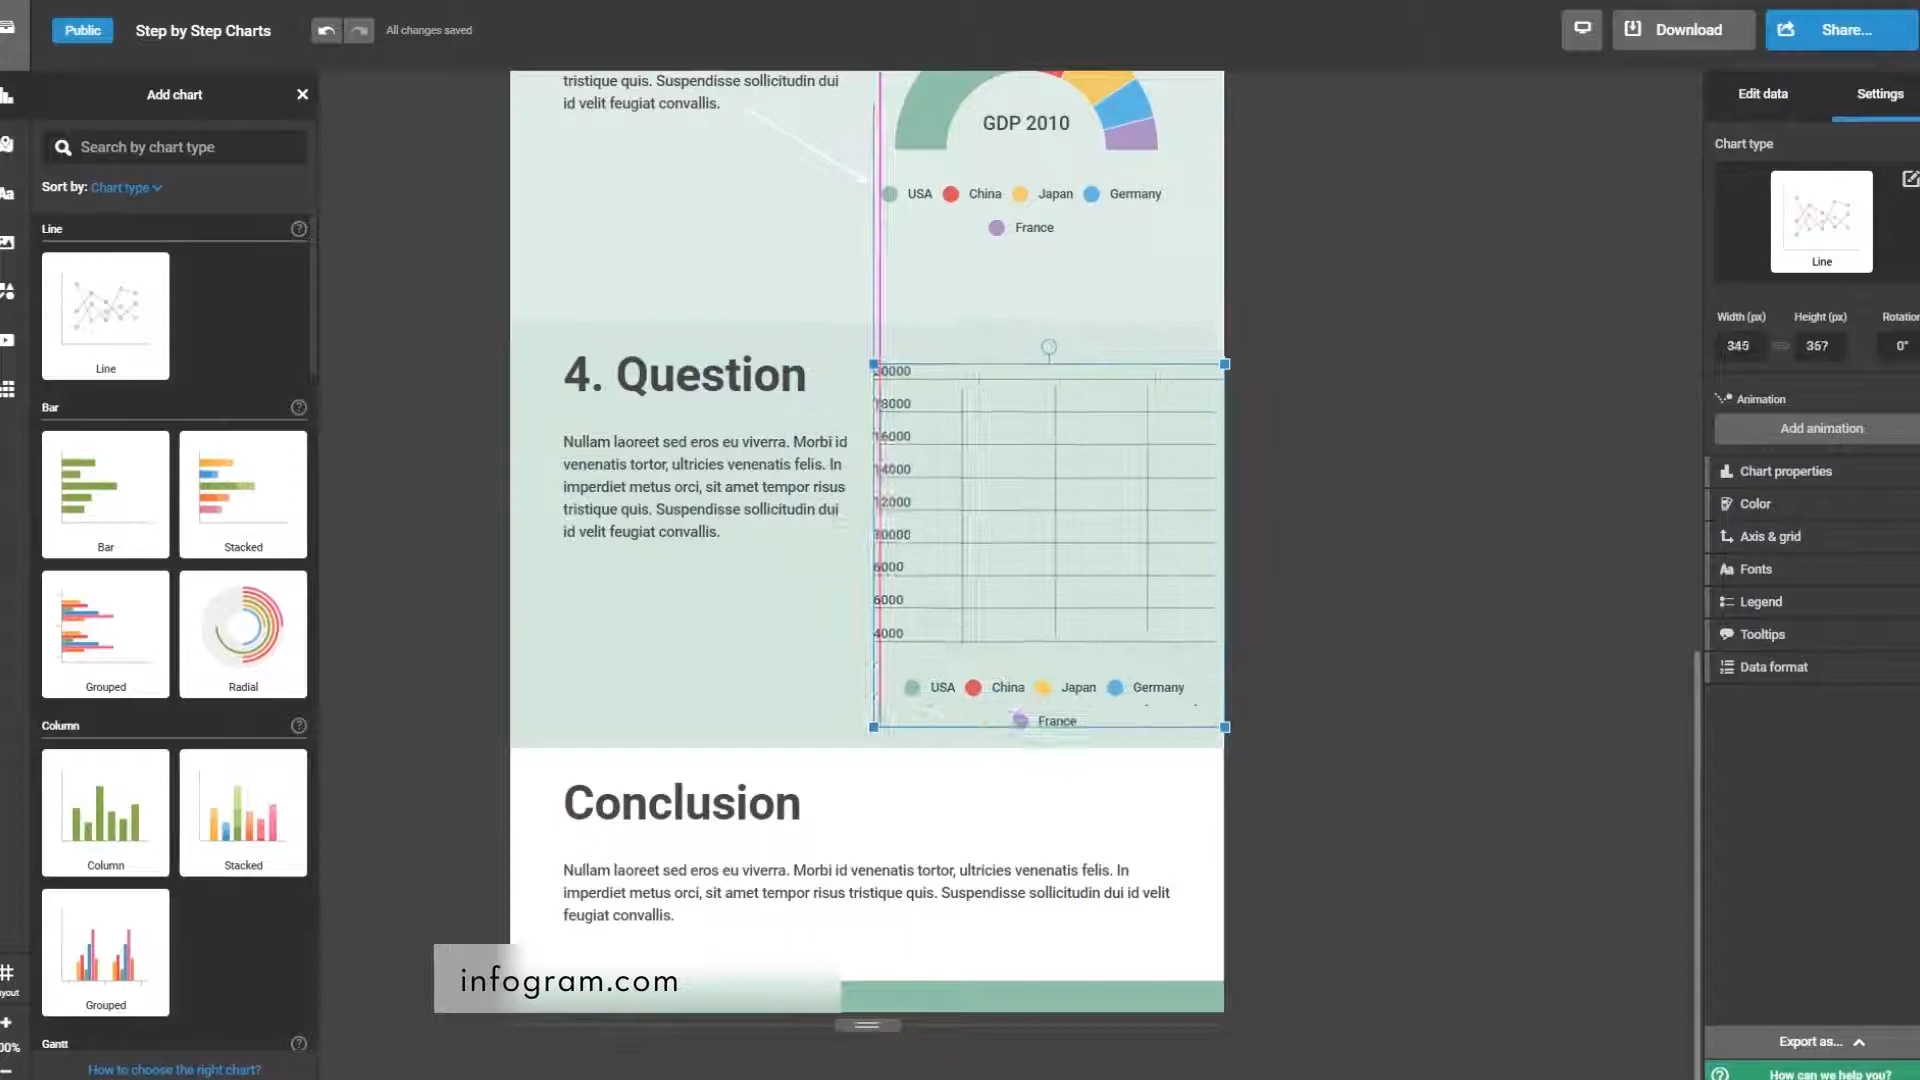 Public
Step by Step Charts
All changes saved
Download
Share...
Add chart
Search by chart type
Sort by: Chart type
Line
Line
Bar
Bar
Stacked
Grouped
Radial
Column
Column
Stacked
Grouped
Gantt
How to choose the right chart?
tristique quis. Suspendisse sollicitudin dui
id velit feugiat convallis.
GDP 2010
USA China Japan Germany
France
4. Question
Nullam laoreet sed eros eu viverra. Morbi id
venenatis tortor, ultricies venenatis felis. In
imperdiet metus orci, sit amet tempor risus
tristique quis. Suspendisse sollicitudin dui
id velit feugiat convallis.
18000
16000
14000
12000
6000
6000
4000
USA China Japan Germany
France
Conclusion
Nullam laoreet sed eros eu viverra. Morbi id venenatis tortor, ultricies venenatis felis. In
imperdiet metus orci, sit amet tempor risus tristique quis. Suspendisse sollicitudin dui id velit
feugiat convallis.
infogram.com
Edit data
Settings
Chart type
Line
Width (px)
Height (px)
Rotation
345
357
0°
Animation
Add animation
Chart properties
Color
Axis & grid
Aa Fonts
Legend
Tooltips
Data format
Export as...
How can we help you?